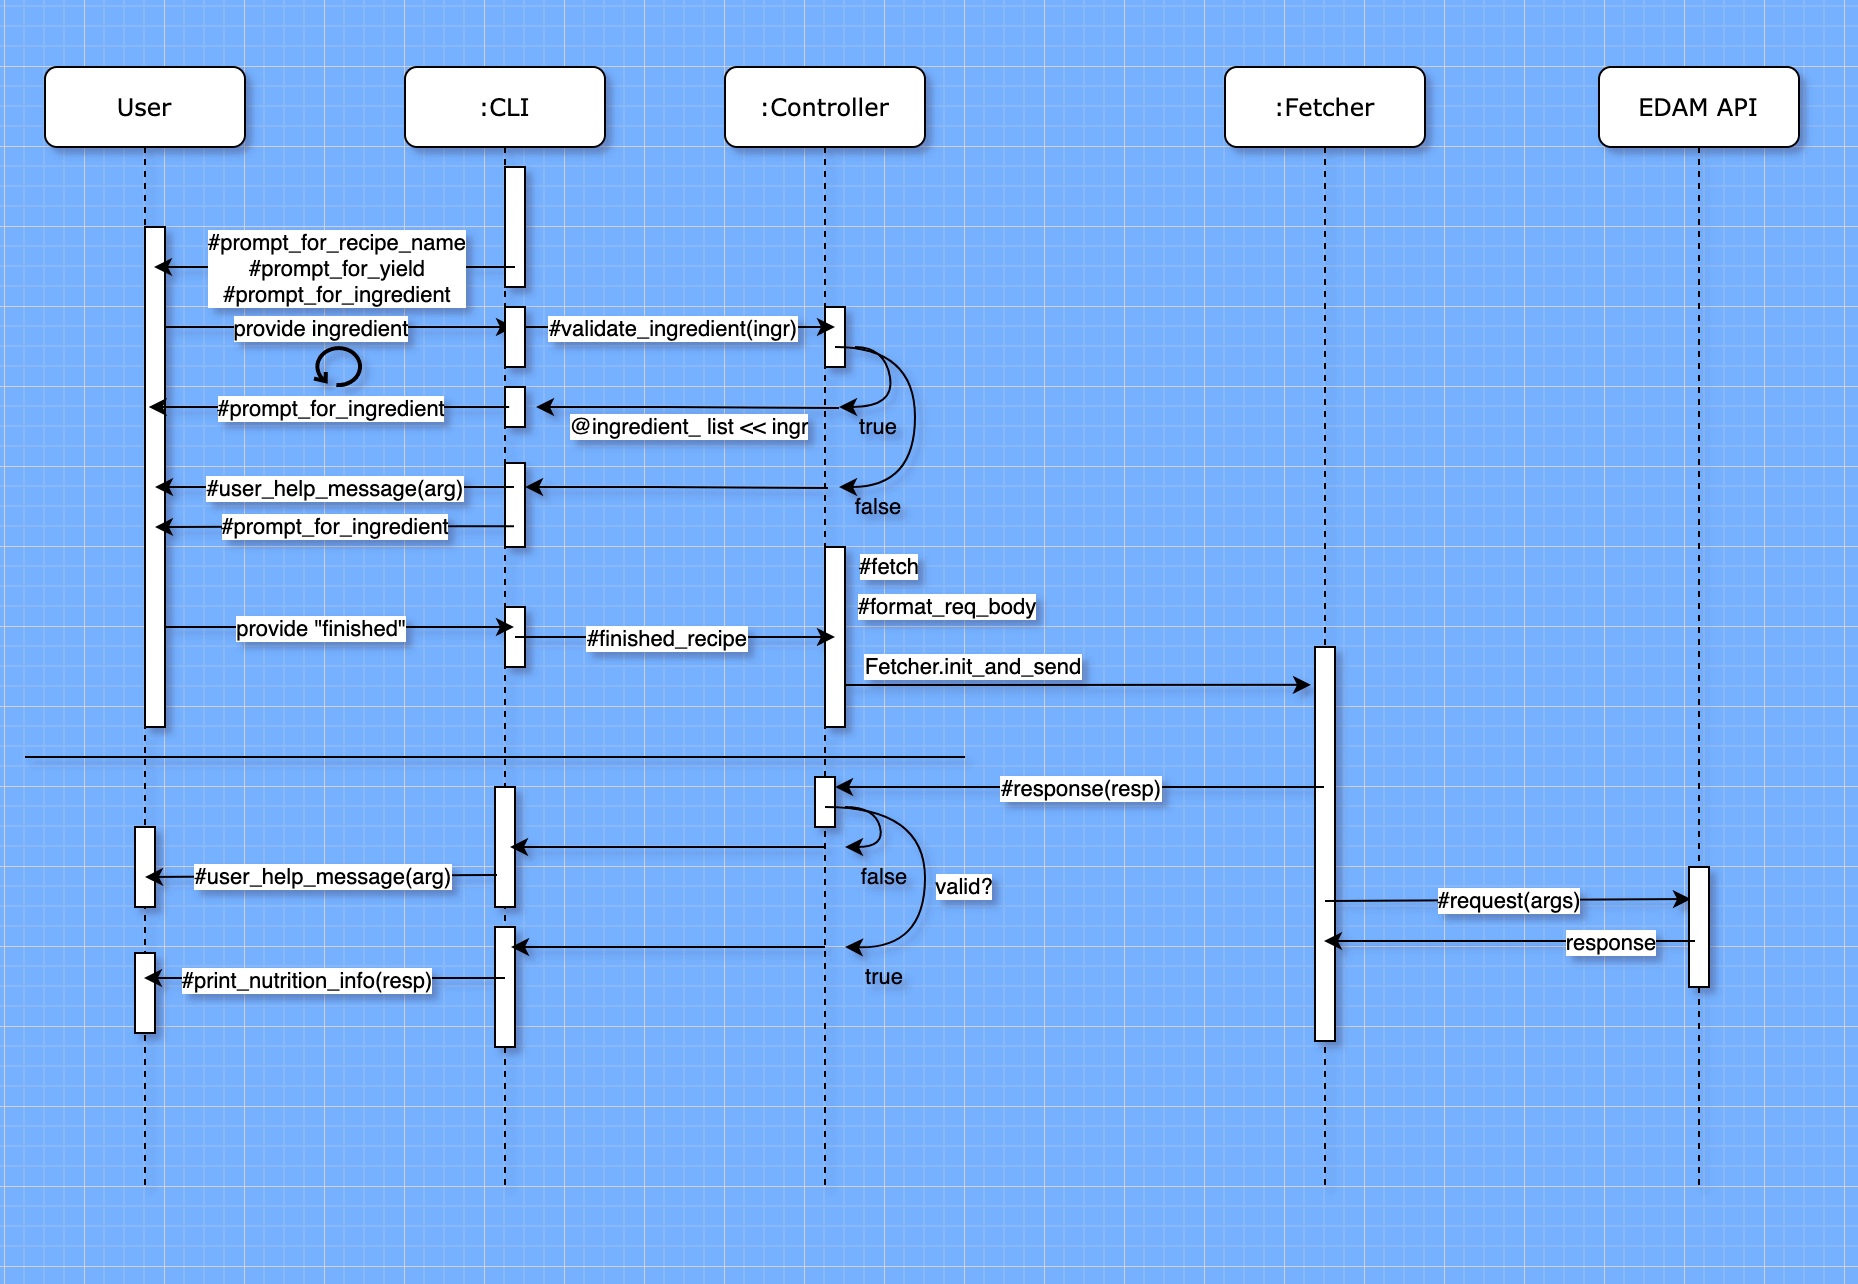 User
:CLI
:Controller
:Fetcher
EDAM API
#prompt_for_recipe_name
#prompt_for_yield
#prompt_for_ingredient
provide ingredient
#validate_ingredient(ingr)
#prompt_for_ingredient
@ingredient_ list << ingr
true
#user_help_message(arg)
false
#prompt_for_ingredient
#fetch
#format_req_body
provide "finished"
#finished_recipe
Fetcher.init_and_send
#response(resp)
#user_help_message(arg)
false
valid?
#request(args)
response
#print_nutrition_info(resp)
true